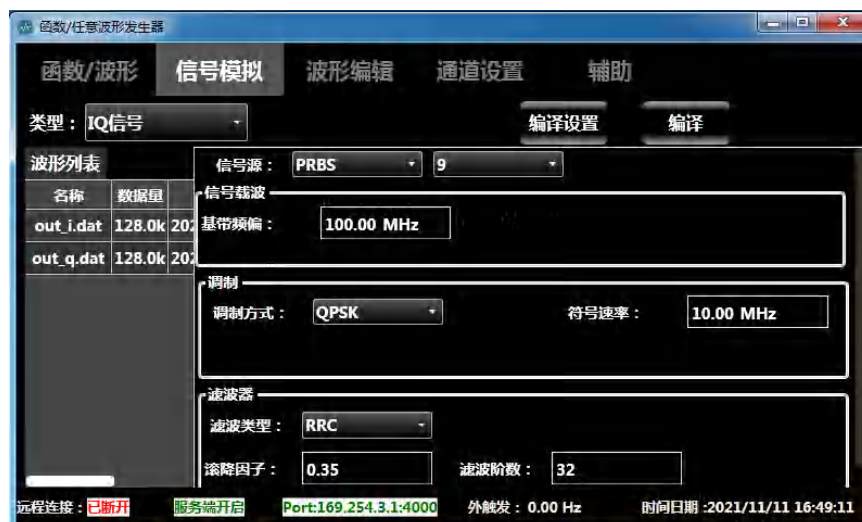 函数/任意波形发生器
函数/波形 信号模拟 波形编辑 通道设置 辅助
类型： IQ信号 编译设置 编译
波形列表 信号源： PRBS 9
名称 数据量 信号载波
out_i.dat 128.0k 202 基带频偏： 100.00 MHz
out_q.dat 128.0k 202
调制
调制方式： QPSK 符号速率： 10.00 MHz
滤波器
滤波类型： RRC
滚降因子： 0.35 滤波阶数： 32
远程连接：已断开 服务端开启 Port:169.254.3.1:4000 外触发：0.00 Hz 时间日期 :2021/11/11 16:49:11